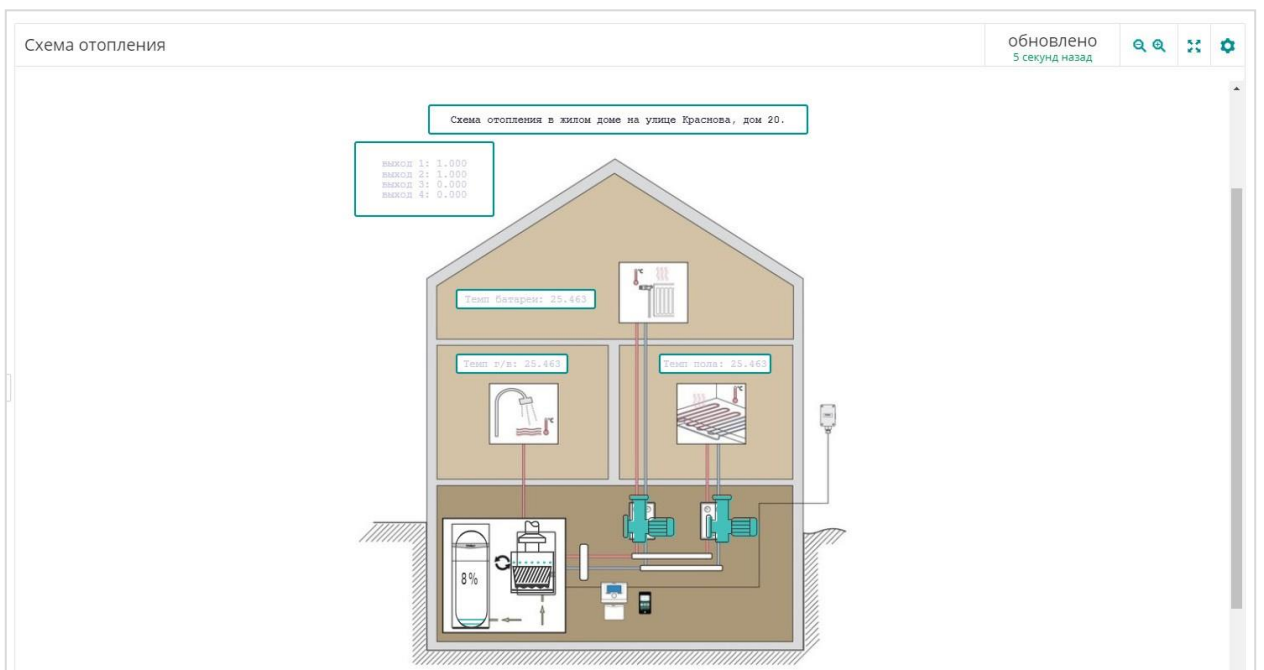 Схема отопления
обновлено
5 секунд назад
Схема отопления в жилом доме на улице Краснова, дом 20.
выход 1: 1.000
выход 2: 1.000
выход 3: 0.000
выход 4: 0.000
°C
Темп батареи: 25.463
Темп г/в: 25.463
Темп пола: 25.463
°C
°C
8%